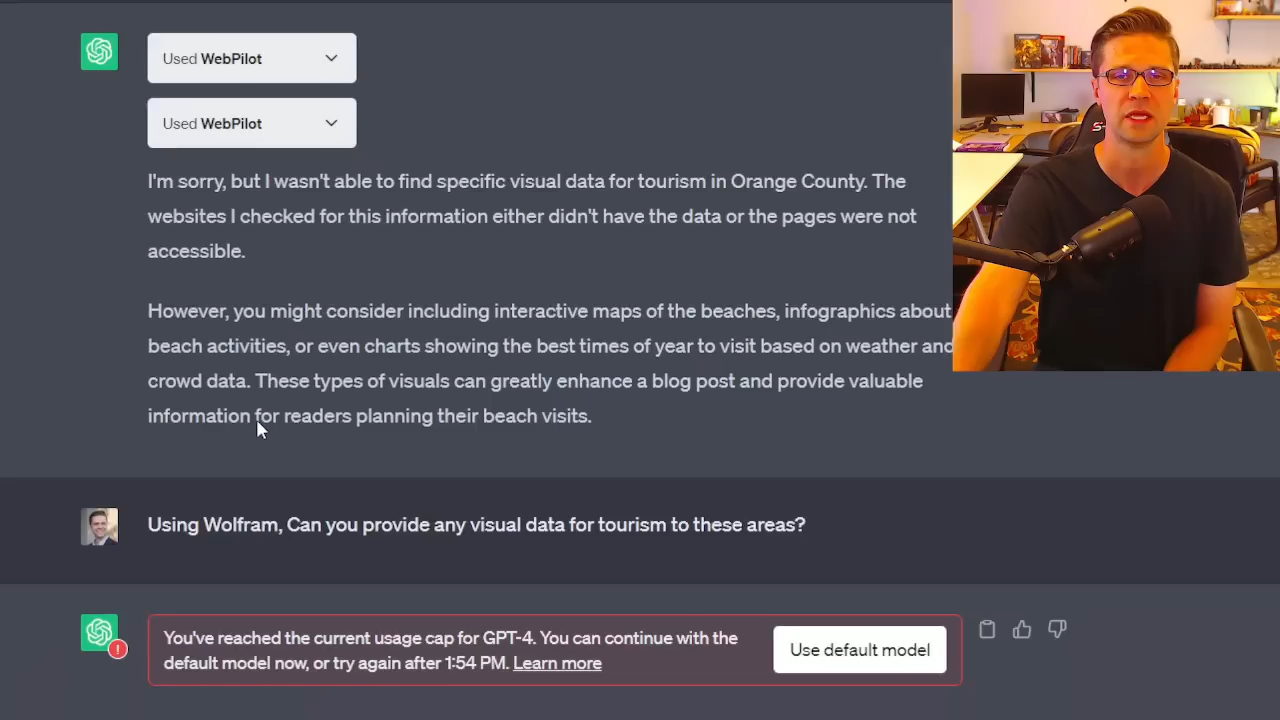 Used WebPilot
Used WebPilot
I'm sorry, but I wasn't able to find specific visual data for tourism in Orange County. The
websites I checked for this information either didn't have the data or the pages were not
accessible.
However, you might consider including interactive maps of the beaches, infographics about
beach activities, or even charts showing the best times of year to visit based on weather and
crowd data. These types of visuals can greatly enhance a blog post and provide valuable
information for readers planning their beach visits.
Using Wolfram, Can you provide any visual data for tourism to these areas?
!
You've reached the current usage cap for GPT-4. You can continue with the
default model now, or try again after 1:54 PM. Learn more
Use default model